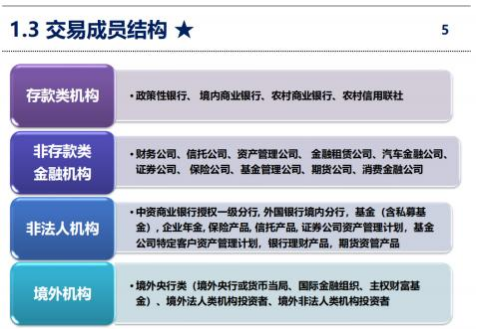 1.3 交易成员结构 ★
5
存款类机构
•政策性银行、 境内商业银行、农村商业银行、农村信用联社
非存款类
金融机构
•财务公司、信托公司、资产管理公司、 金融租赁公司、汽车金融公司、
证券公司、 保险公司、基金管理公司、期货公司、消费金融公司
非法人机构
•中资商业银行授权一级分行, 外国银行境内分行，基金（含私募基
金）, 企业年金, 保险产品, 信托产品, 证券公司资产管理计划，基金
公司特定客户资产管理计划，银行理财产品，期货资管产品
境外机构
•境外央行类（境外央行或货币当局、国际金融组织、主权财富基
金）、境外法人类机构投资者、境外非法人类机构投资者